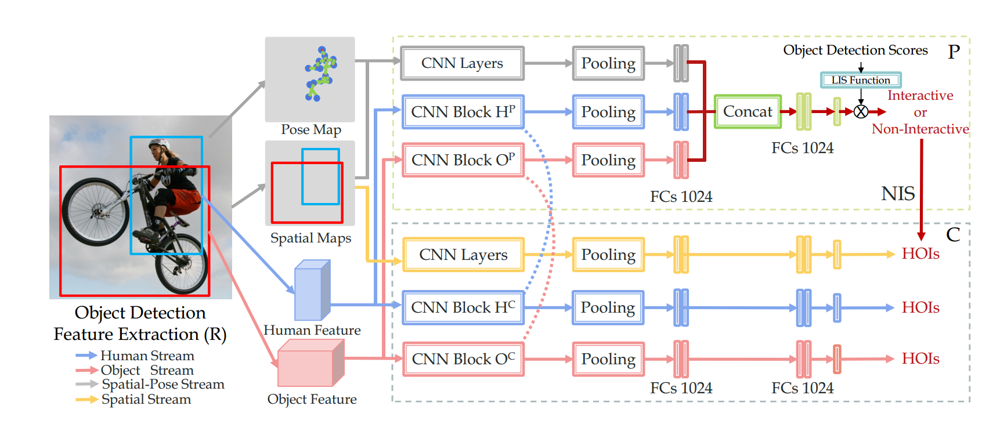 Object Detection
Feature Extraction (R)
Human Stream
Object Stream
Spatial-Pose Stream
Spatial Stream
Pose Map
Spatial Maps
Human Feature
Object Feature
CNN Layers
Pooling
CNN Block Hᴾ
Pooling
CNN Block Oᴾ
Pooling
FCs 1024
Concat
FCs 1024
Object Detection Scores
P
LIS Function
X
Interactive
or
Non-Interactive
NIS
C
CNN Layers
Pooling
HOIs
CNN Block Hᶜ
Pooling
HOIs
CNN Block Oᶜ
Pooling
HOIs
FCs 1024
FCs 1024